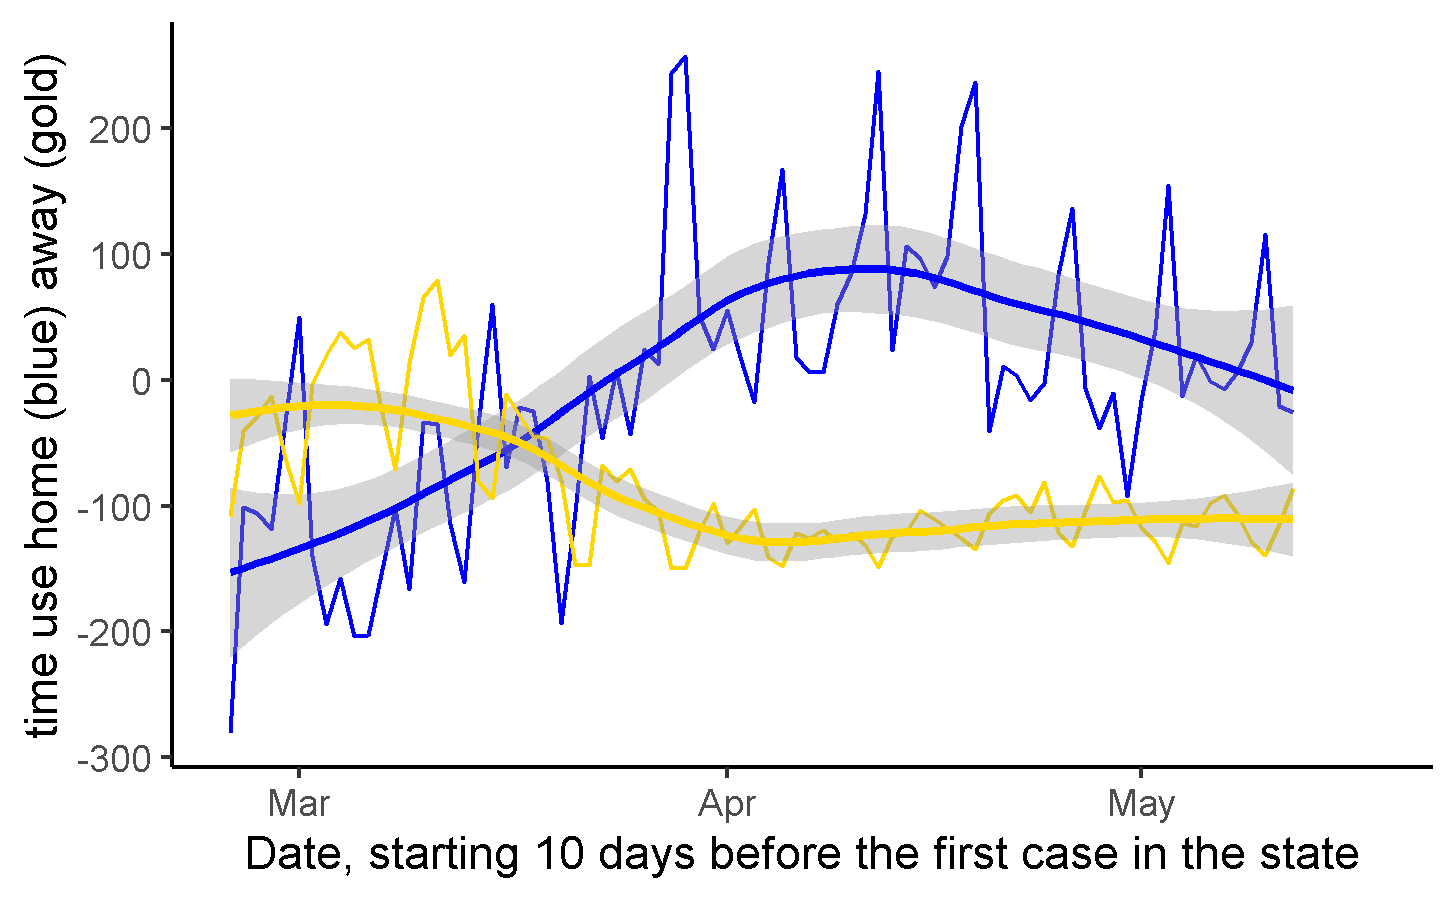 time use home (blue) away (gold)
200
100
0
-100
-200
-300
Mar Apr May
Date, starting 10 days before the first case in the state